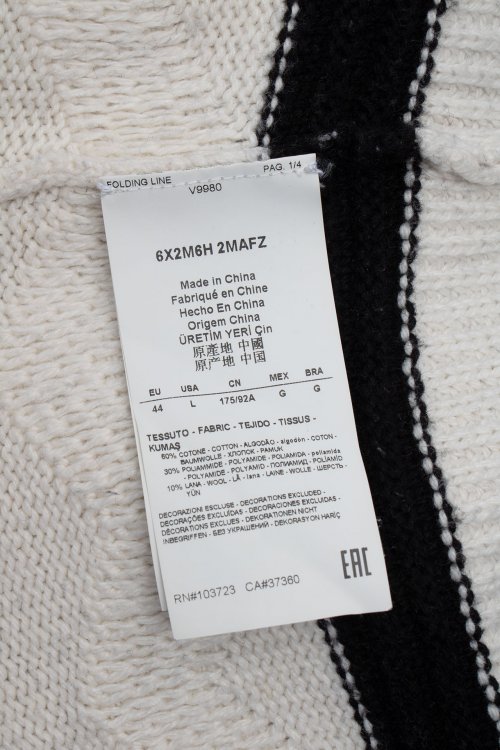 FOLDING LINE PAG. 1/4
V9980
6X2M6H 2MAFZ
Made in China
Fabriqué en Chine
Hecho En China
Origem China
ÜRETİM YERİ Çin
原產地 中國
原产地 中国
EU USA CN MEX BRA
44 L 175/92A G G
TESSUTO - FABRIC - TEJIDO - TISSUS -
KUMAŞ
60% COTONE - COTTON - ALGODÃO - algodón - COTON -
BAUMWOLLE - ХЛОПОК - PAMUK
30% POLIAMMIDE - POLYAMIDE - POLIAMIDA - poliamida
- POLYAMIDE - POLYAMID - ПОЛИАМИД - POLİAMİD
10% LANA - WOOL - LÃ - lana - LAINE - WOLLE - ШЕРСТЬ -
YÜN
DECORAZIONI ESCLUSE - DECORATIONS EXCLUDED -
DECORAÇÕES EXCLUÍDAS - DECORACIONES EXCLUIDAS -
DÉCORATIONS EXCLUES - DEKORATIONEN NICHT
INBEGRIFFEN - БЕЗ УКРАШЕНИЙ - DEKORASYON HARİÇ
EAC
RN#103723 CA#37360